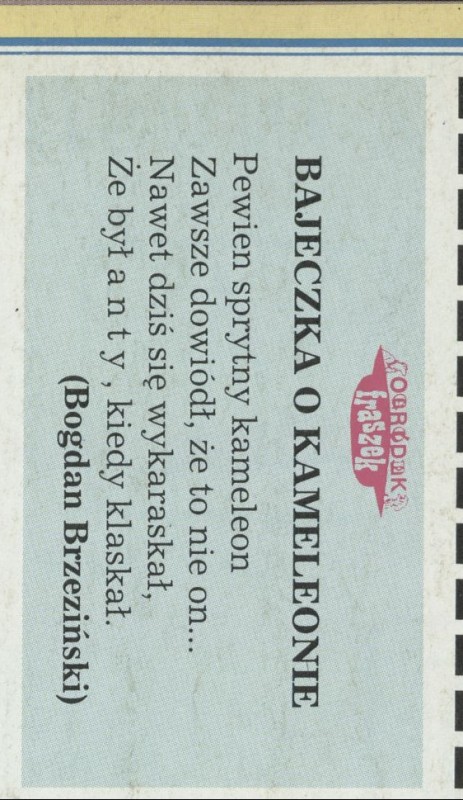 OGRÓDEK
fraszek
BAJECZKA O KAMELEONIE
Pewien sprytny kameleon
Zawsze dowiódł, że to nie on...
Nawet dziś się wykaraskał,
Że był a n t y , kiedy klaskał.
(Bogdan Brzeziński)